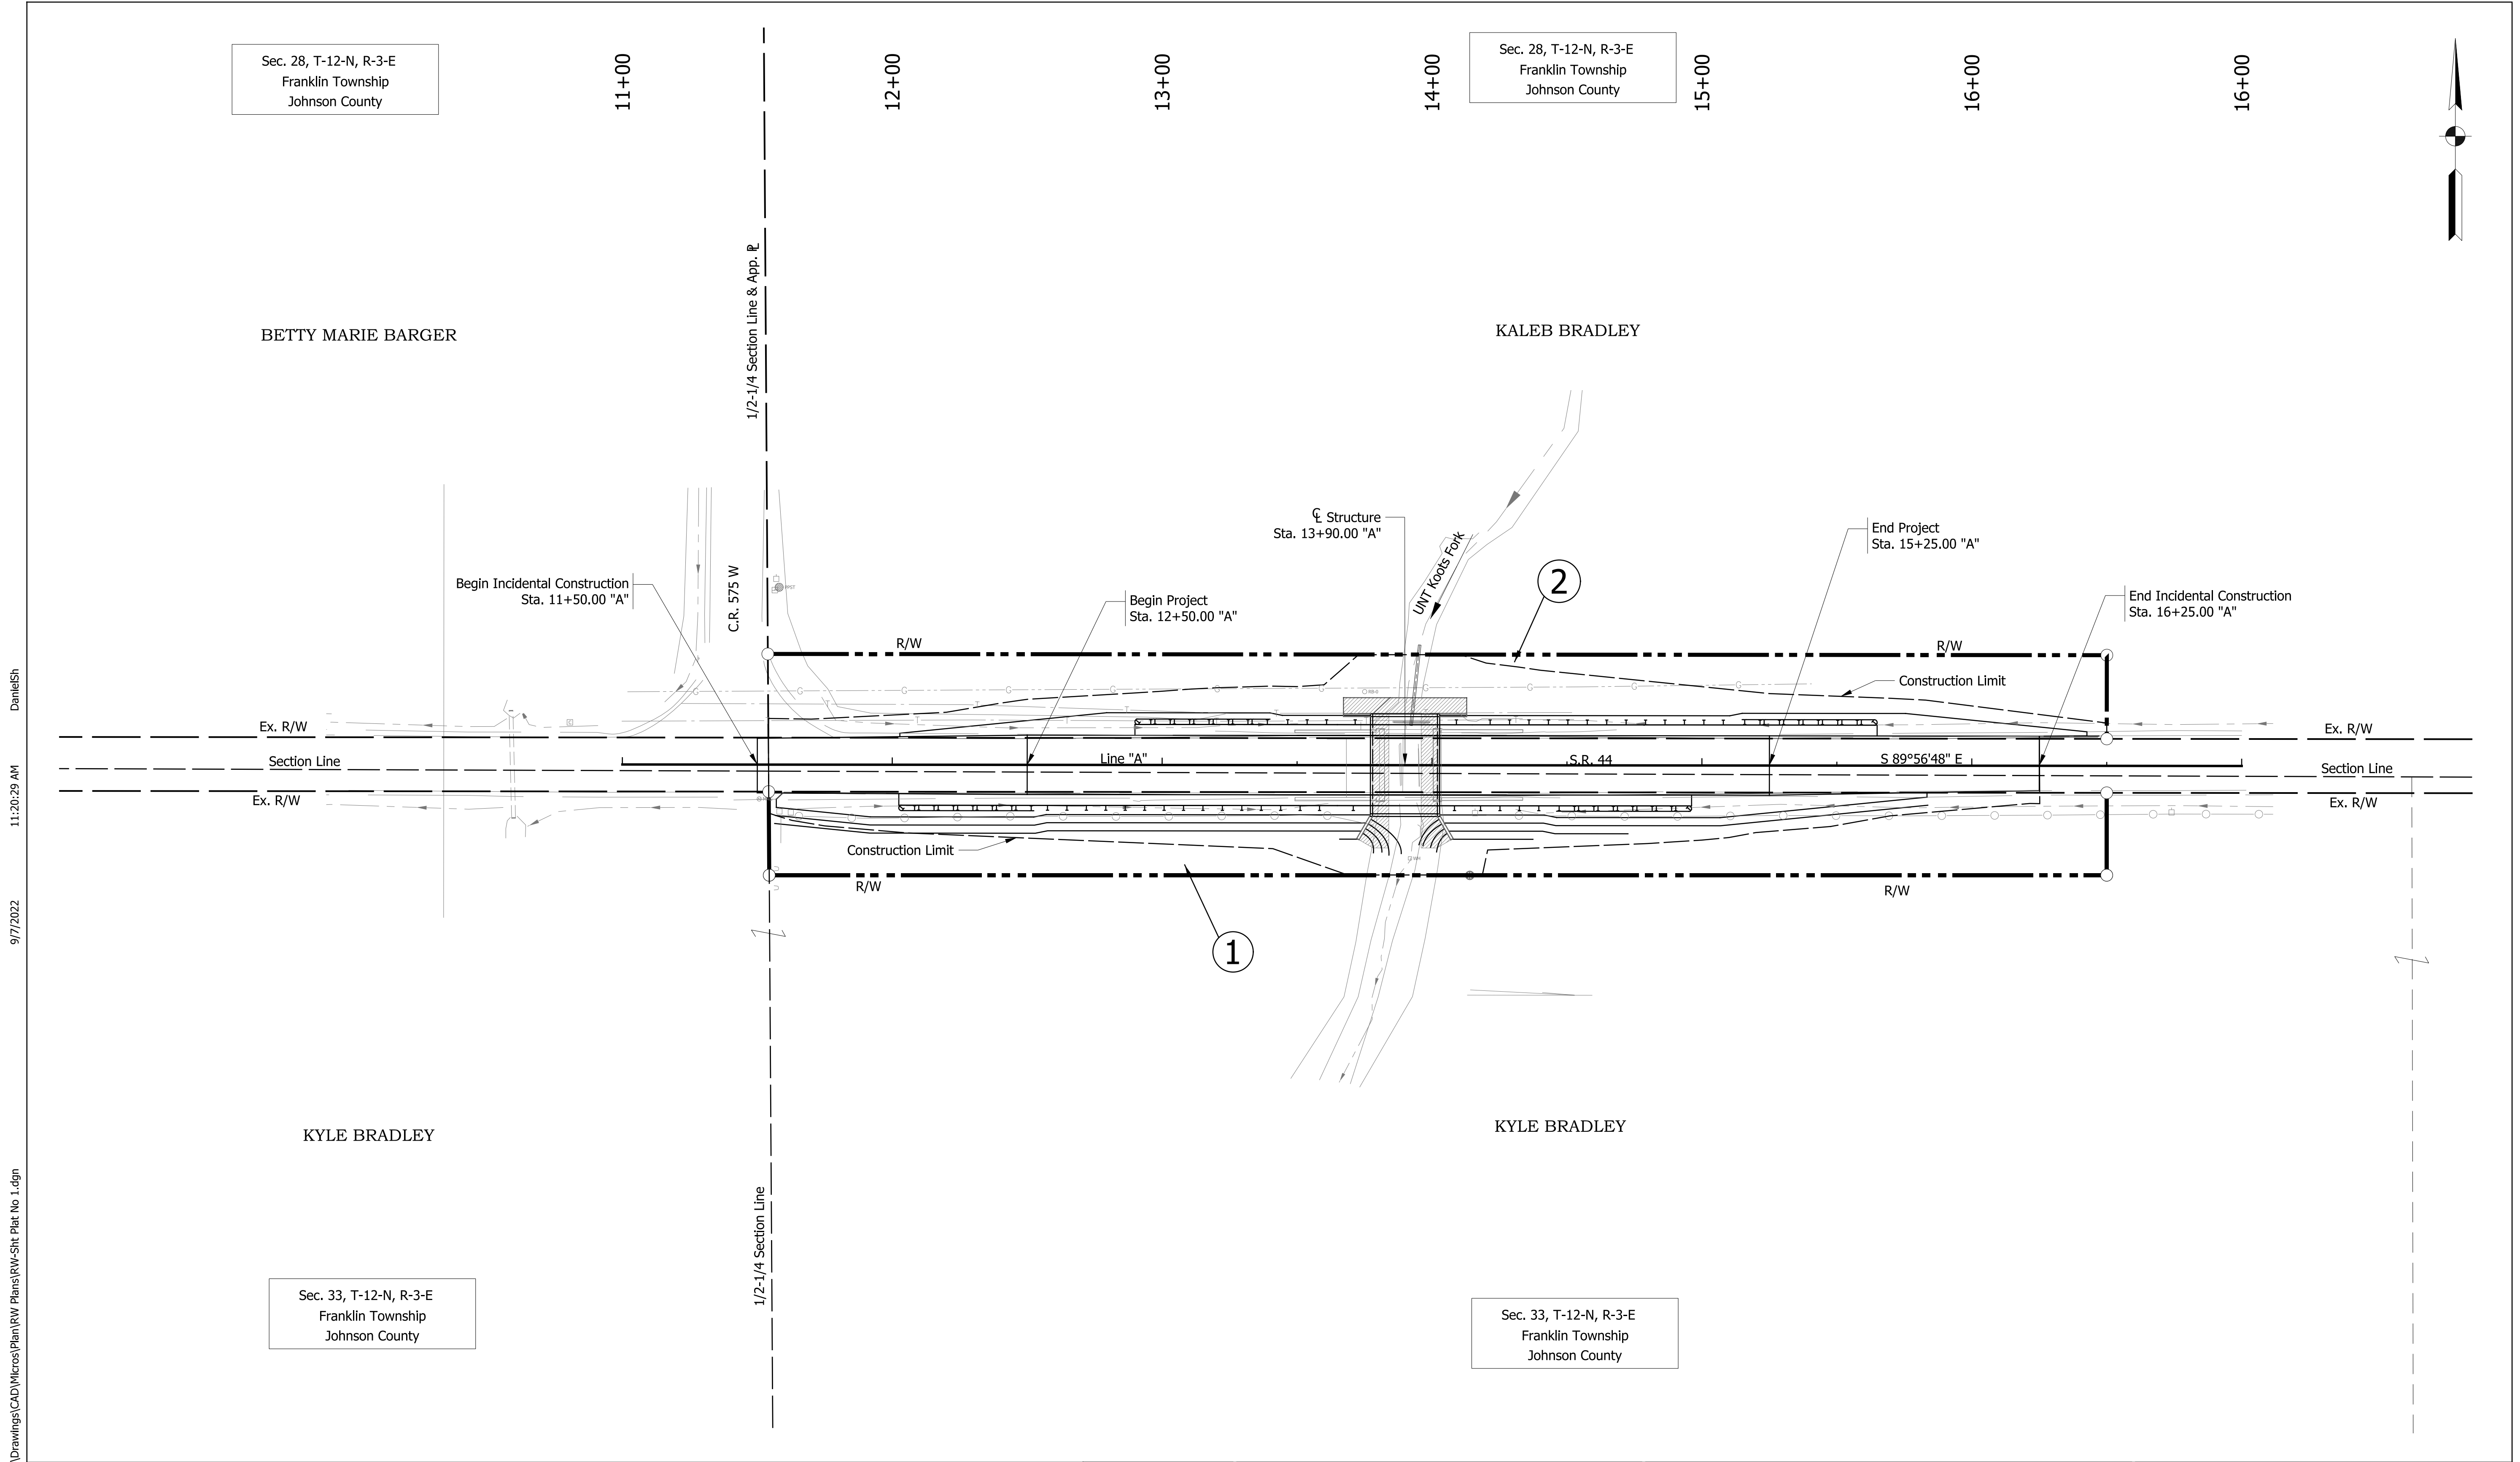 Sec. 28, T-12-N, R-3-E
Franklin Township
Johnson County
11+00
12+00
13+00
14+00
Sec. 28, T-12-N, R-3-E
Franklin Township
Johnson County
15+00
16+00
16+00
1/2-1/4 Section Line & App. ⅊
BETTY MARIE BARGER
KALEB BRADLEY
℄ Structure
Sta. 13+90.00 "A"
UNT Koots Fork
End Project
Sta. 15+25.00 "A"
Begin Incidental Construction
Sta. 11+50.00 "A"
C.R. 575 W
Begin Project
Sta. 12+50.00 "A"
2
End Incidental Construction
Sta. 16+25.00 "A"
R/W
R/W
Construction Limit
G G G G G G G G G G G
Ex. R/W
Ex. R/W
Section Line
Line "A"
S.R. 44
S 89°56'48" E
Section Line
Ex. R/W
Ex. R/W
Construction Limit
R/W
R/W
1
KYLE BRADLEY
KYLE BRADLEY
1/2-1/4 Section Line
Sec. 33, T-12-N, R-3-E
Franklin Township
Johnson County
Sec. 33, T-12-N, R-3-E
Franklin Township
Johnson County
\Drawings\CAD\Micros\Plan\RW Plans\RW-Sht Plat No 1.dgn
9/7/2022
11:20:29 AM
DanielSh